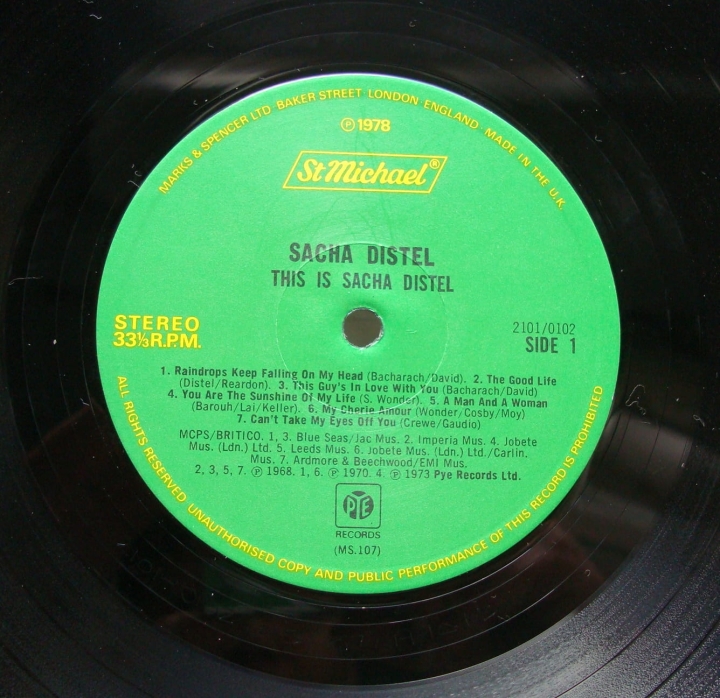 MARKS & SPENCER LTD BAKER STREET LONDON ENGLAND MADE IN THE U.K.
Ⓟ1978
St Michael®
SACHA DISTEL
THIS IS SACHA DISTEL
STEREO
33⅓R.P.M.
2101/0102
SIDE 1
1. Raindrops Keep Falling On My Head (Bacharach/David). 2. The Good Life
(Distel/Reardon). 3. This Guy's In Love With You (Bacharach/David)
4. You Are The Sunshine Of My Life (S. Wonder). 5. A Man And A Woman
(Barouh/Lai/Keller). 6. My Cherie Amour (Wonder/Cosby/Moy)
7. Can't Take My Eyes Off You (Crewe/Gaudio)
MCPS/BRITICO. 1, 3. Blue Seas/Jac Mus. 2. Imperia Mus. 4. Jobete
Mus. (Ldn.) Ltd. 5. Leeds Mus. 6. Jobete Mus. (Ldn.) Ltd./Carlin.
Mus. 7. Ardmore & Beechwood/EMI Mus.
2, 3, 5, 7. Ⓟ 1968. 1, 6. Ⓟ 1970. 4. Ⓟ 1973 Pye Records Ltd.
PYE
RECORDS
(MS.107)
ALL RIGHTS RESERVED UNAUTHORISED COPY AND PUBLIC PERFORMANCE OF THIS RECORD IS PROHIBITED